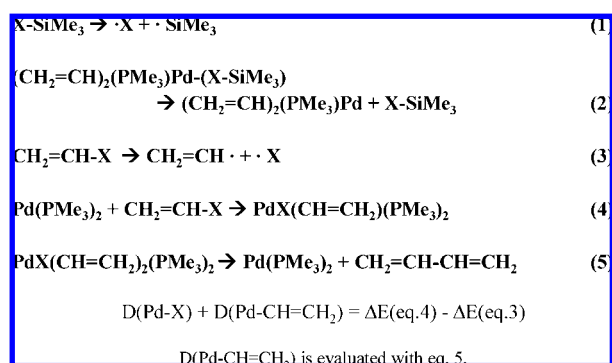 X-SiMe₃ → ·X + · SiMe₃ (1)
(CH₂=CH)₂(PMe₃)Pd-(X-SiMe₃)
→ (CH₂=CH)₂(PMe₃)Pd + X-SiMe₃ (2)
CH₂=CH-X → CH₂=CH · + · X (3)
Pd(PMe₃)₂ + CH₂=CH-X → PdX(CH=CH₂)(PMe₃)₂ (4)
PdX(CH=CH₂)₂(PMe₃)₂ → Pd(PMe₃)₂ + CH₂=CH-CH=CH₂ (5)
D(Pd-X) + D(Pd-CH=CH₂) = ΔE(eq.4) - ΔE(eq.3)
D(Pd-CH=CH₂) is evaluated with eq. 5.